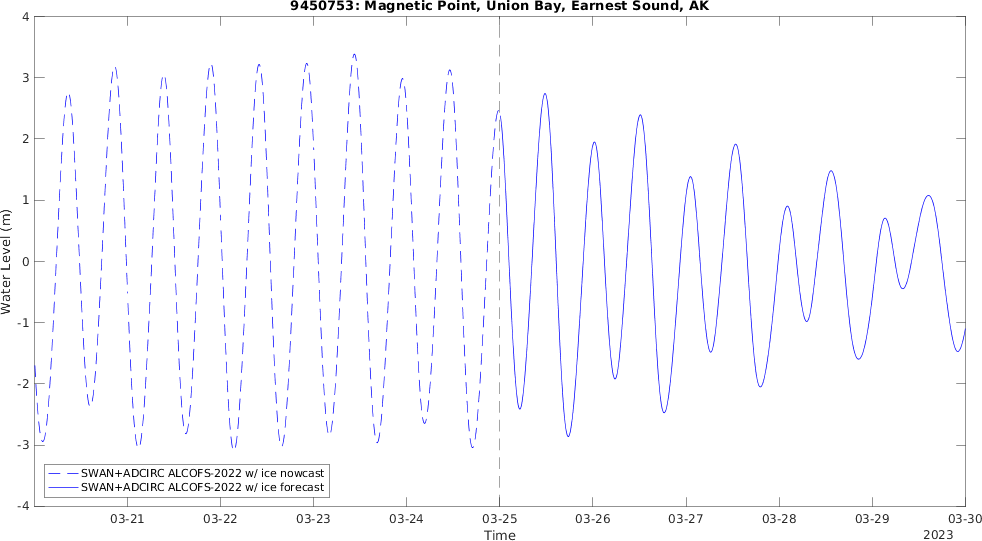 9450753: Magnetic Point, Union Bay, Earnest Sound, AK
4
3
2
1
0
-1
-2
-3
-4
Water Level (m)
SWAN+ADCIRC ALCOFS-2022 w/ ice nowcast
SWAN+ADCIRC ALCOFS-2022 w/ ice forecast
03-21 03-22 03-23 03-24 03-25 03-26 03-27 03-28 03-29 03-30
Time
2023